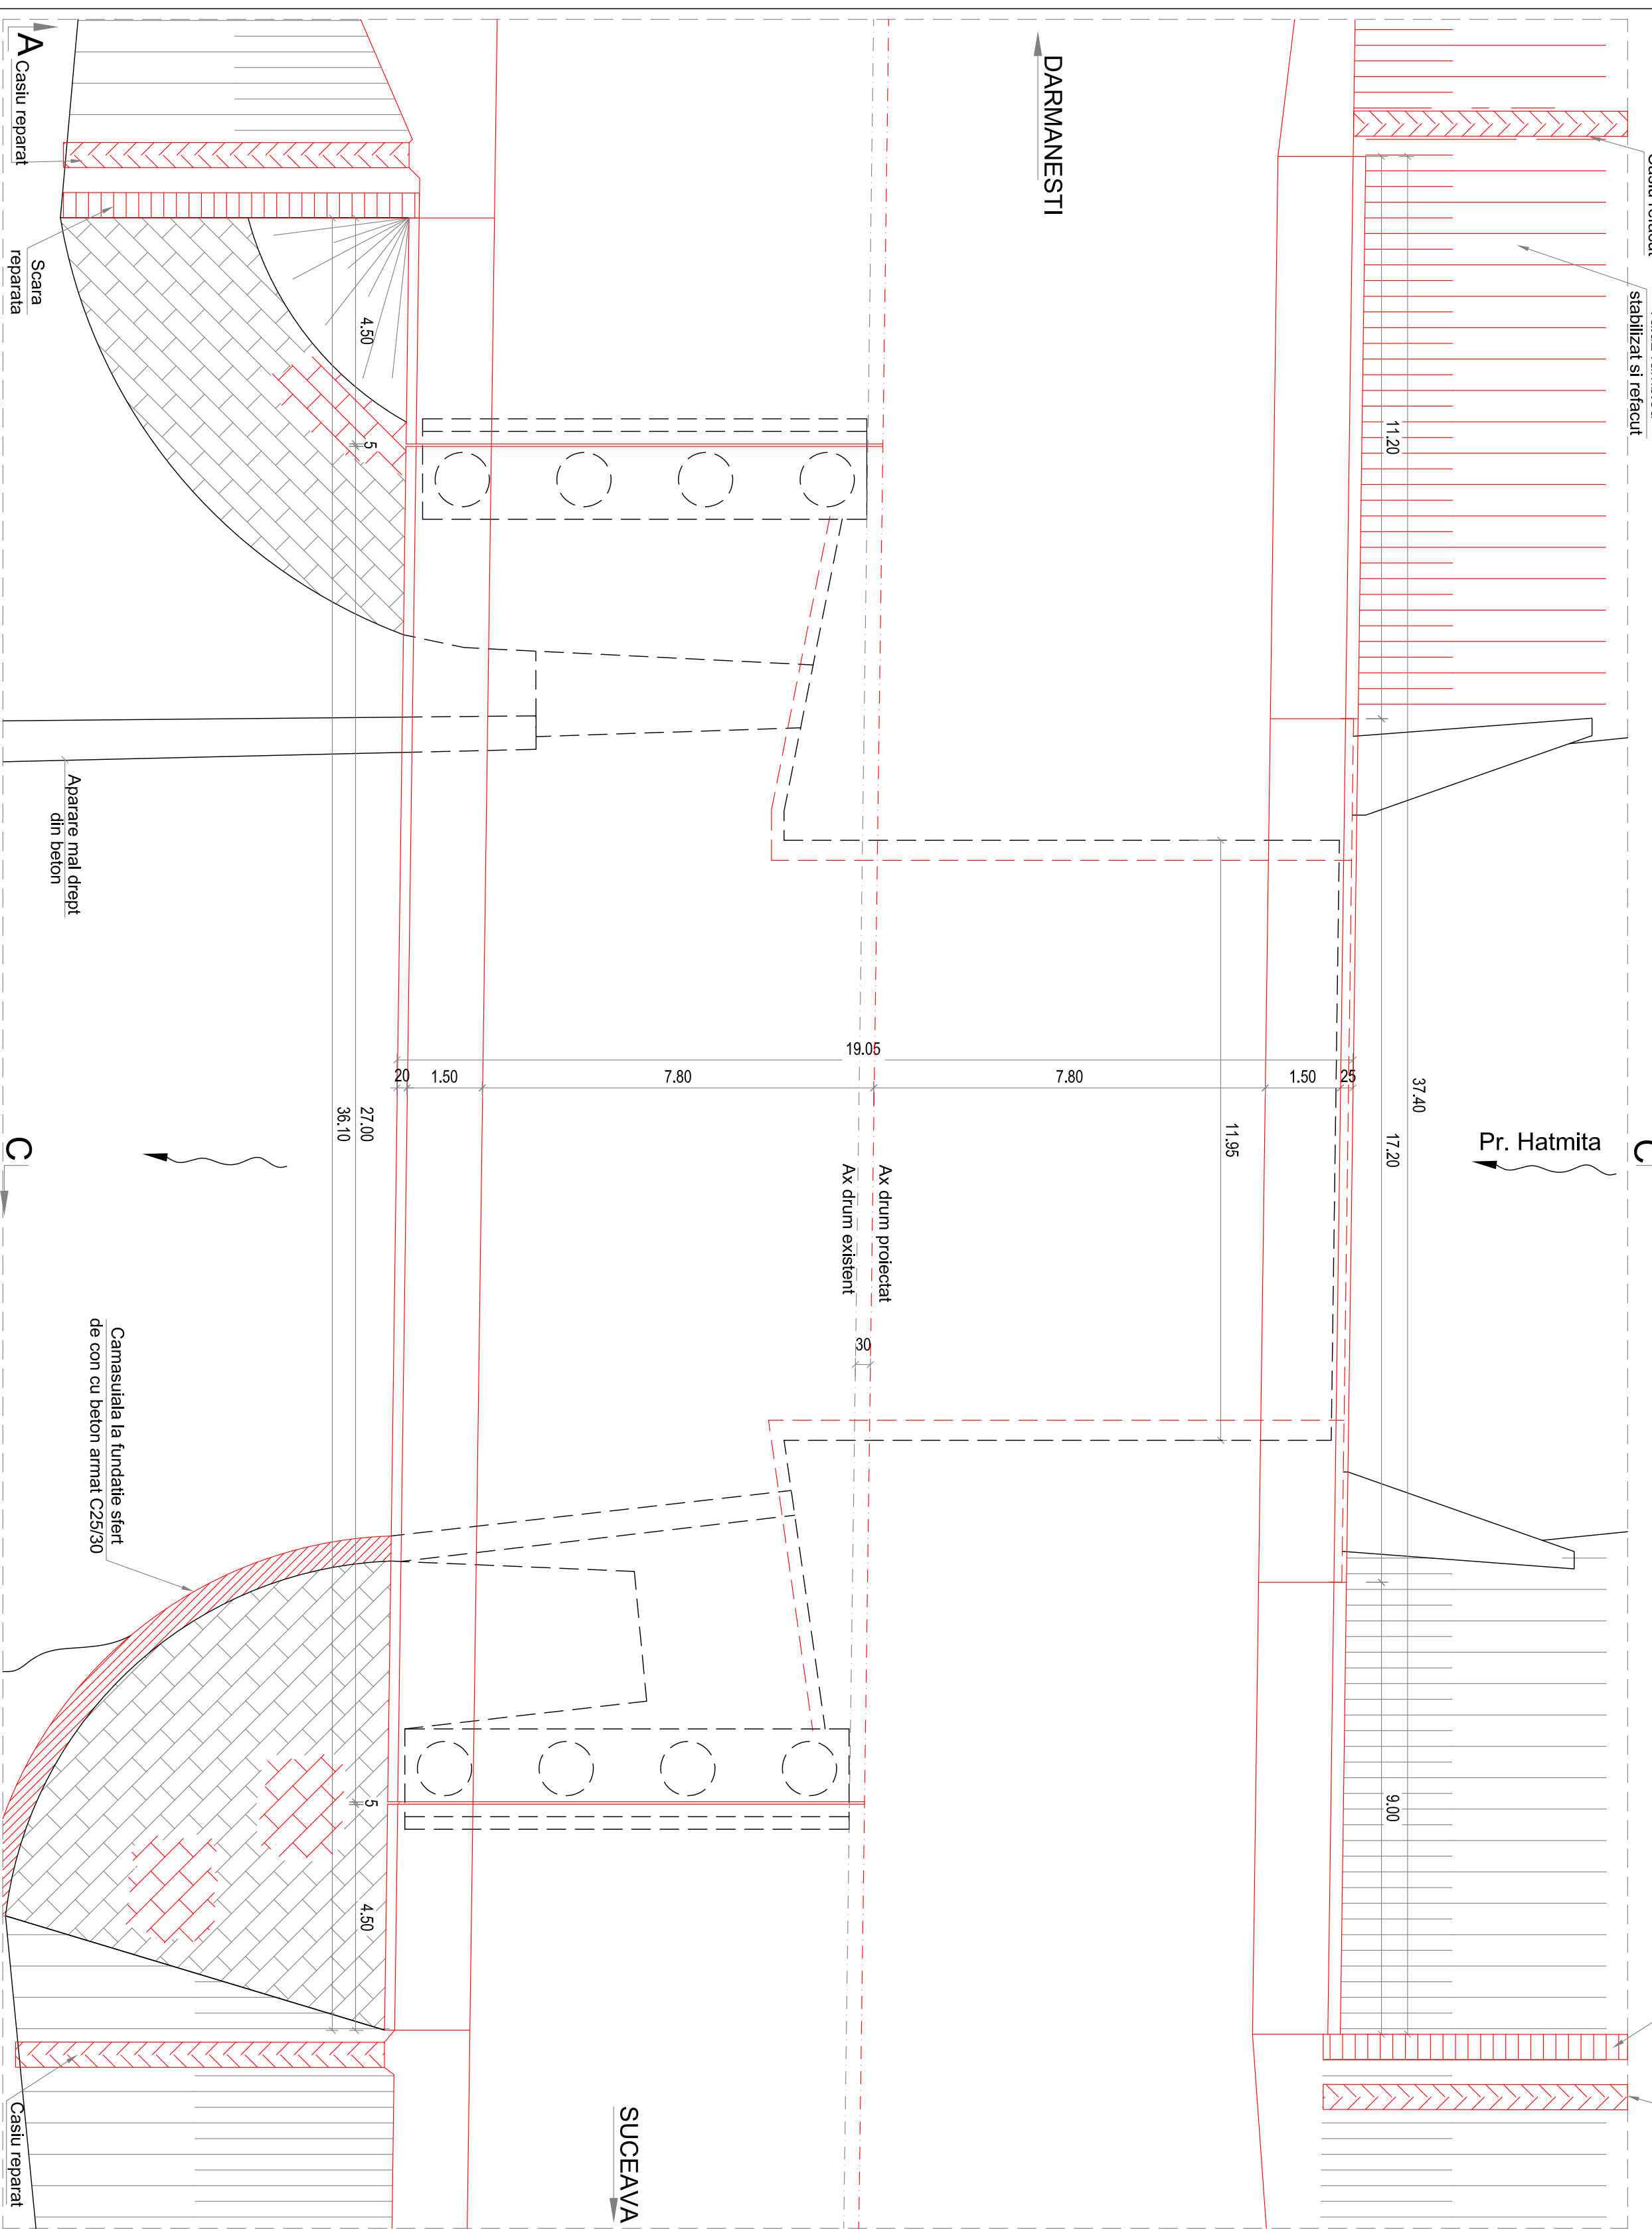 A
Casiu reparat
Scara
reparata
DARMANESTI
stabilizat si refacut
4.50
5
11.20
Aparare mal drept
din beton
19.05
20
1.50
7.80
7.80
1.50
25
37.40
17.20
27.00
36.10
11.95
C
Pr. Hatmita
C
Ax drum proiectat
Ax drum existent
30
Camasuiala la fundatie sfert
de con cu beton armat C25/30
5
9.00
4.50
SUCEAVA
Casiu reparat